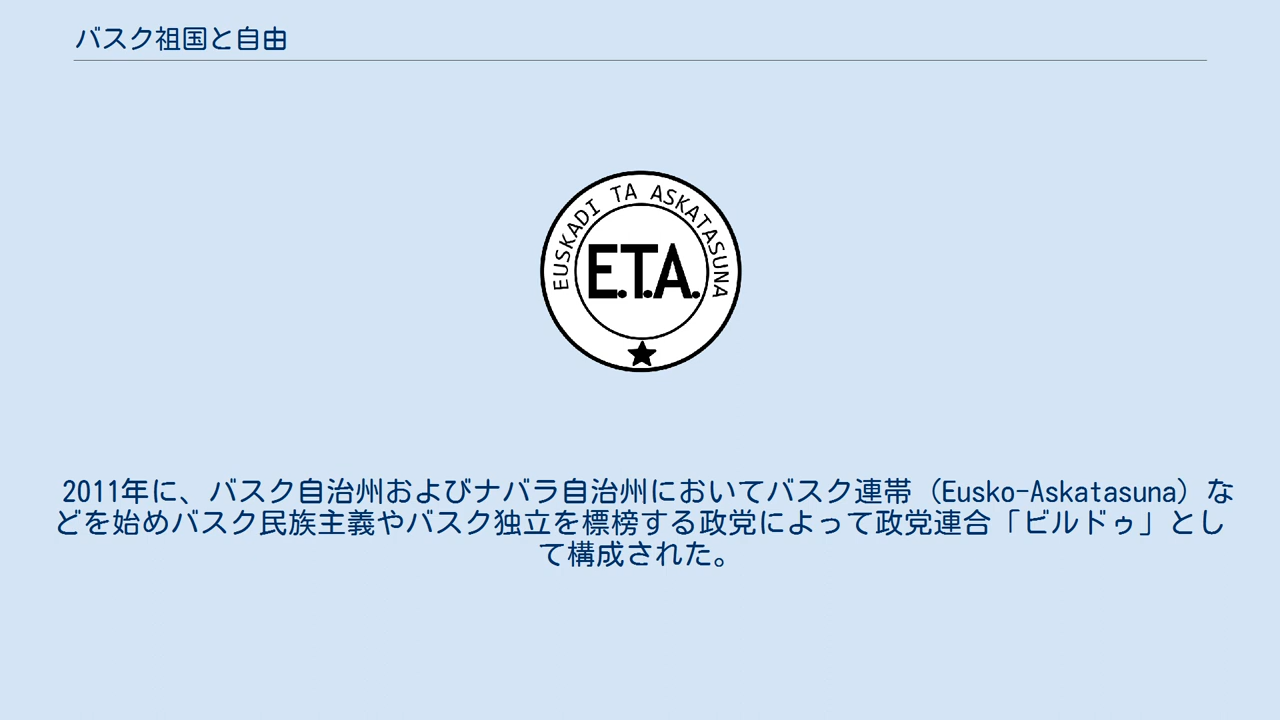 バスク祖国と自由
EUSKADI TA ASKATASUNA
E.T.A.
2011年に、バスク自治州およびナバラ自治州においてバスク連帯（Eusko-Askatasuna）な
どを始めバスク民族主義やバスク独立を標榜する政党によって政党連合「ビルドゥ」とし
て構成された。